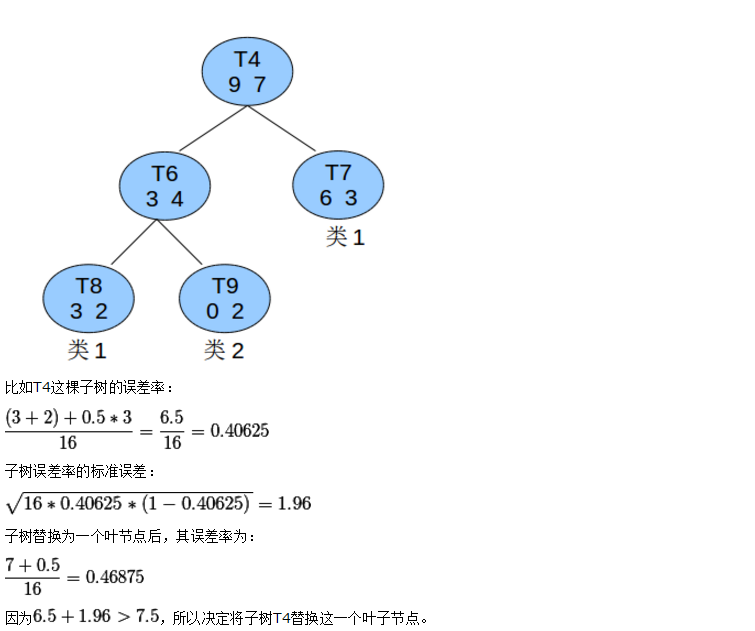 T4
9 7
T6
3 4
T7
6 3
类1
T8
3 2
T9
0 2
类1
类2
比如T4这棵子树的误差率：
(3 + 2) + 0.5 * 3 / 16 = 6.5 / 16 = 0.40625
子树误差率的标准误差：
√16 * 0.40625 * (1 − 0.40625) = 1.96
子树替换为一个叶节点后，其误差率为：
7 + 0.5 / 16 = 0.46875
因为6.5 + 1.96 > 7.5，所以决定将子树T4替换这一个叶子节点。